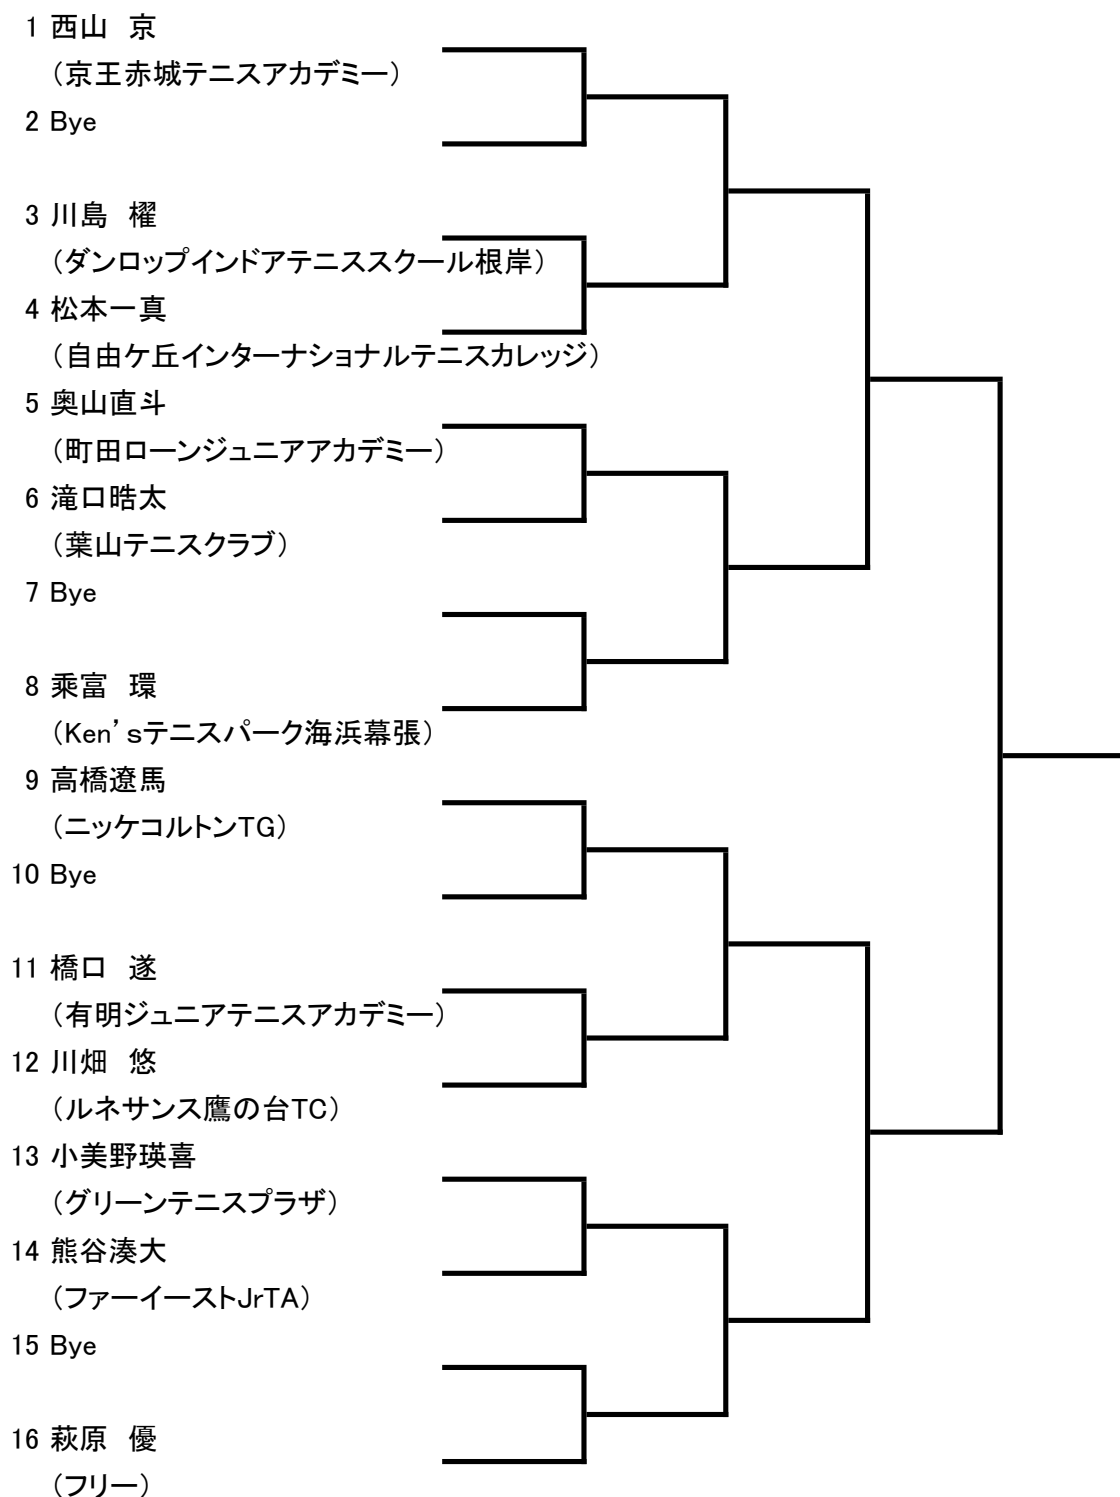 1 西山　京
（京王赤城テニスアカデミー）
2 Bye
3 川島　櫂
（ダンロップインドアテニススクール根岸）
4 松本一真
（自由ケ丘インターナショナルテニスカレッジ）
5 奥山直斗
（町田ローンジュニアアカデミー）
6 滝口晧太
（葉山テニスクラブ）
7 Bye
8 乘富　環
（Ken’sテニスパーク海浜幕張）
9 高橋遼馬
（ニッケコルトンTG）
10 Bye
11 橋口　遂
（有明ジュニアテニスアカデミー）
12 川畑　悠
（ルネサンス鷹の台TC）
13 小美野瑛喜
（グリーンテニスプラザ）
14 熊谷湊大
（ファーイーストJrTA）
15 Bye
16 萩原　優
（フリー）